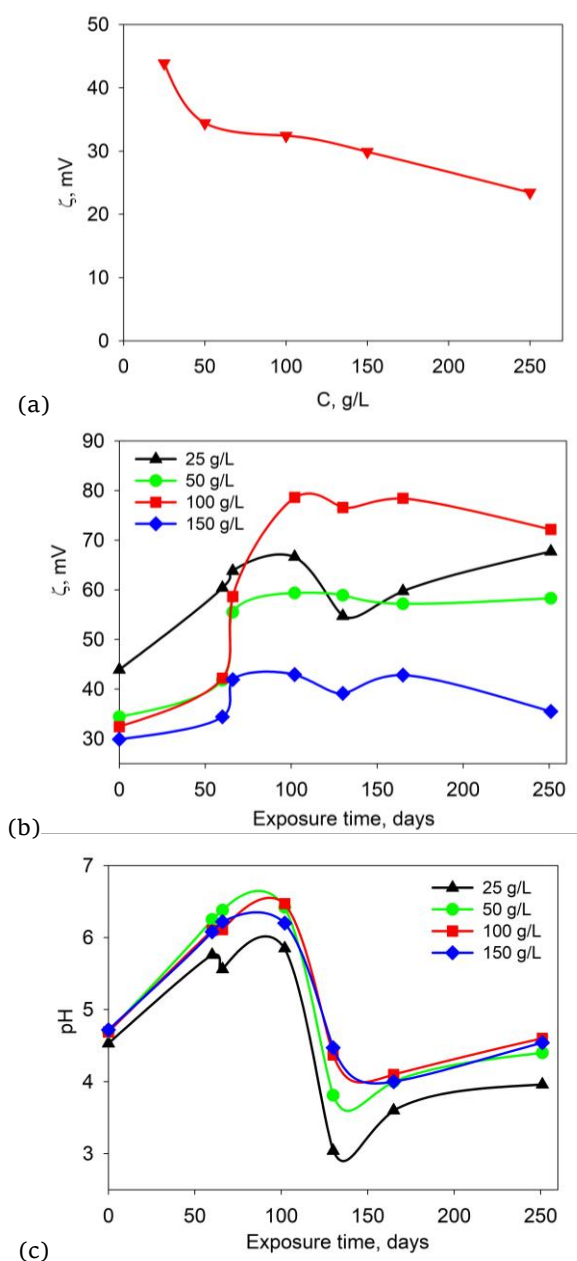 50
40
30
20
10
0
ζ, mV
0 50 100 150 200 250
C, g/L
(a)
90
80
70
60
50
40
30
ζ, mV
25 g/L
50 g/L
100 g/L
150 g/L
0 50 100 150 200 250
Exposure time, days
(b)
7
6
5
4
3
pH
25 g/L
50 g/L
100 g/L
150 g/L
0 50 100 150 200 250
Exposure time, days
(c)